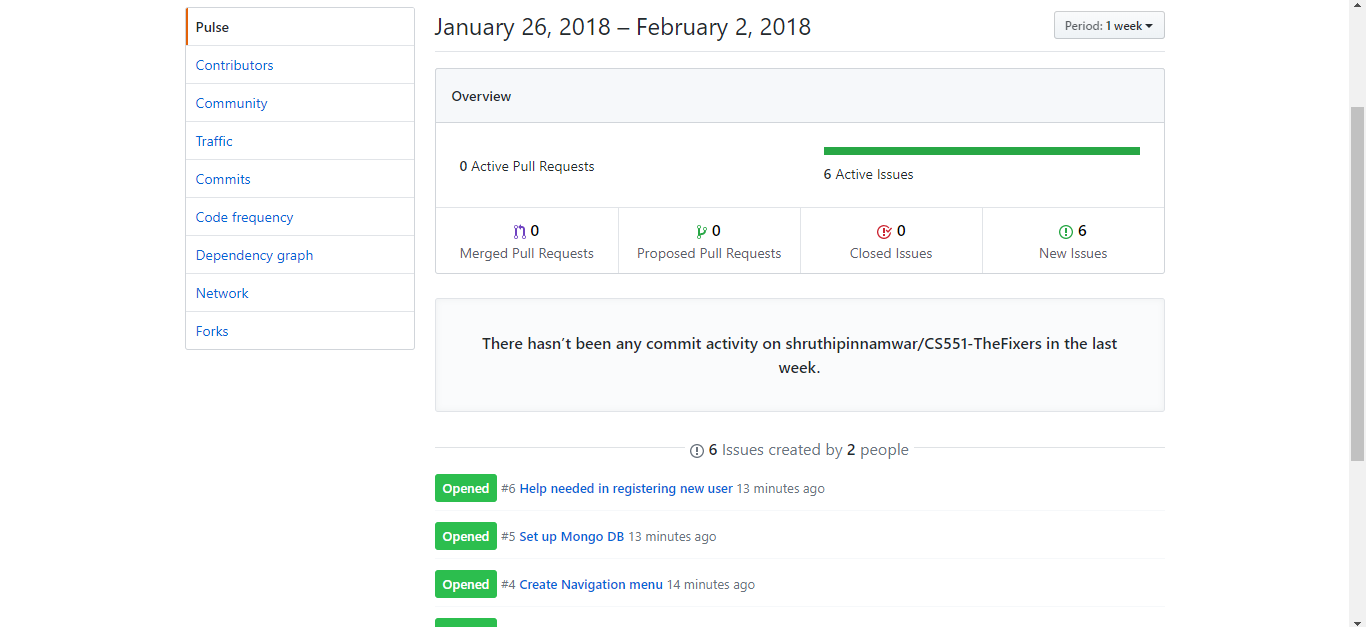 Pulse
Contributors
Community
Traffic
Commits
Code frequency
Dependency graph
Network
Forks
January 26, 2018 – February 2, 2018
Period: 1 week
Overview
0 Active Pull Requests
6 Active Issues
0
Merged Pull Requests
0
Proposed Pull Requests
0
Closed Issues
6
New Issues
There hasn’t been any commit activity on shruthipinnamwar/CS551-TheFixers in the last
week.
6 Issues created by 2 people
Opened #6 Help needed in registering new user 13 minutes ago
Opened #5 Set up Mongo DB 13 minutes ago
Opened #4 Create Navigation menu 14 minutes ago